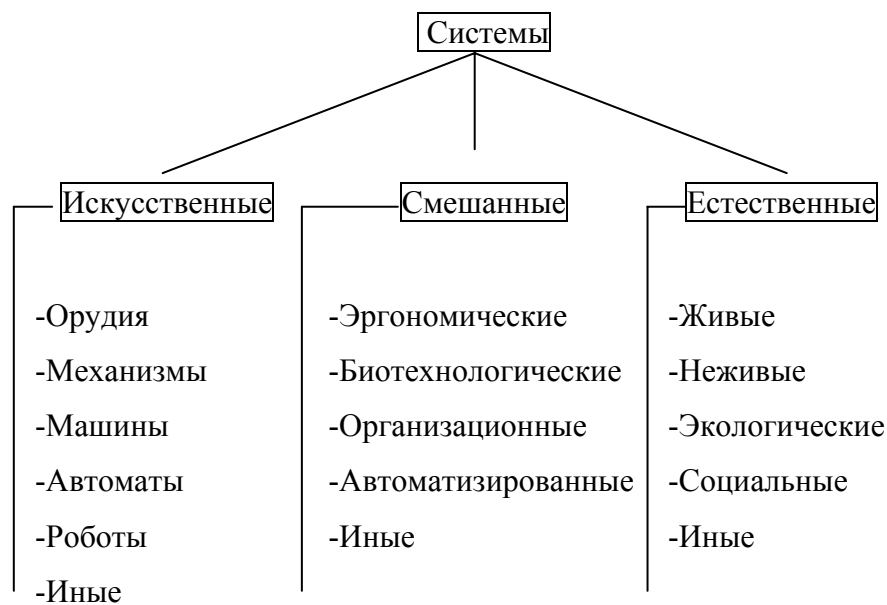 Системы
Искусственные
-Орудия
-Механизмы
-Машины
-Автоматы
-Роботы
-Иные
Смешанные
-Эргономические
-Биотехнологические
-Организационные
-Автоматизированные
-Иные
Естественные
-Живые
-Неживые
-Экологические
-Социальные
-Иные